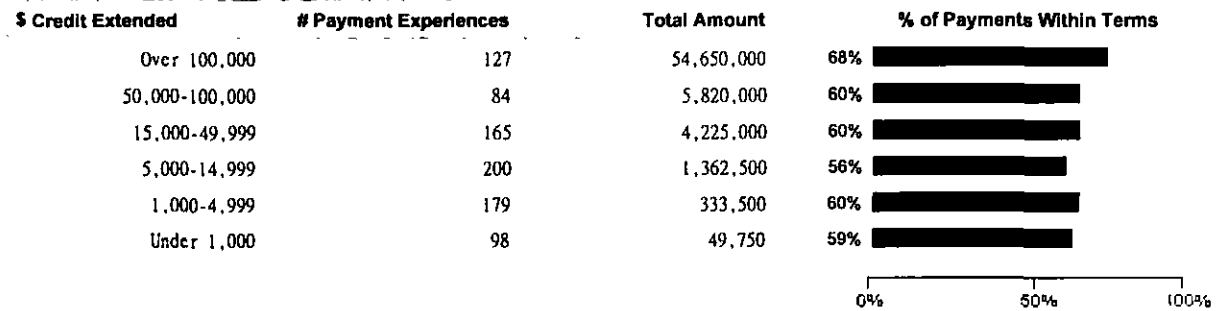 $ Credit Extended # Payment Experiences Total Amount % of Payments Within Terms
Over 100,000 127 54,650,000 68%
50,000-100,000 84 5,820,000 60%
15,000-49,999 165 4,225,000 60%
5,000-14,999 200 1,362,500 56%
1,000-4,999 179 333,500 60%
Under 1,000 98 49,750 59%
0% 50% 100%